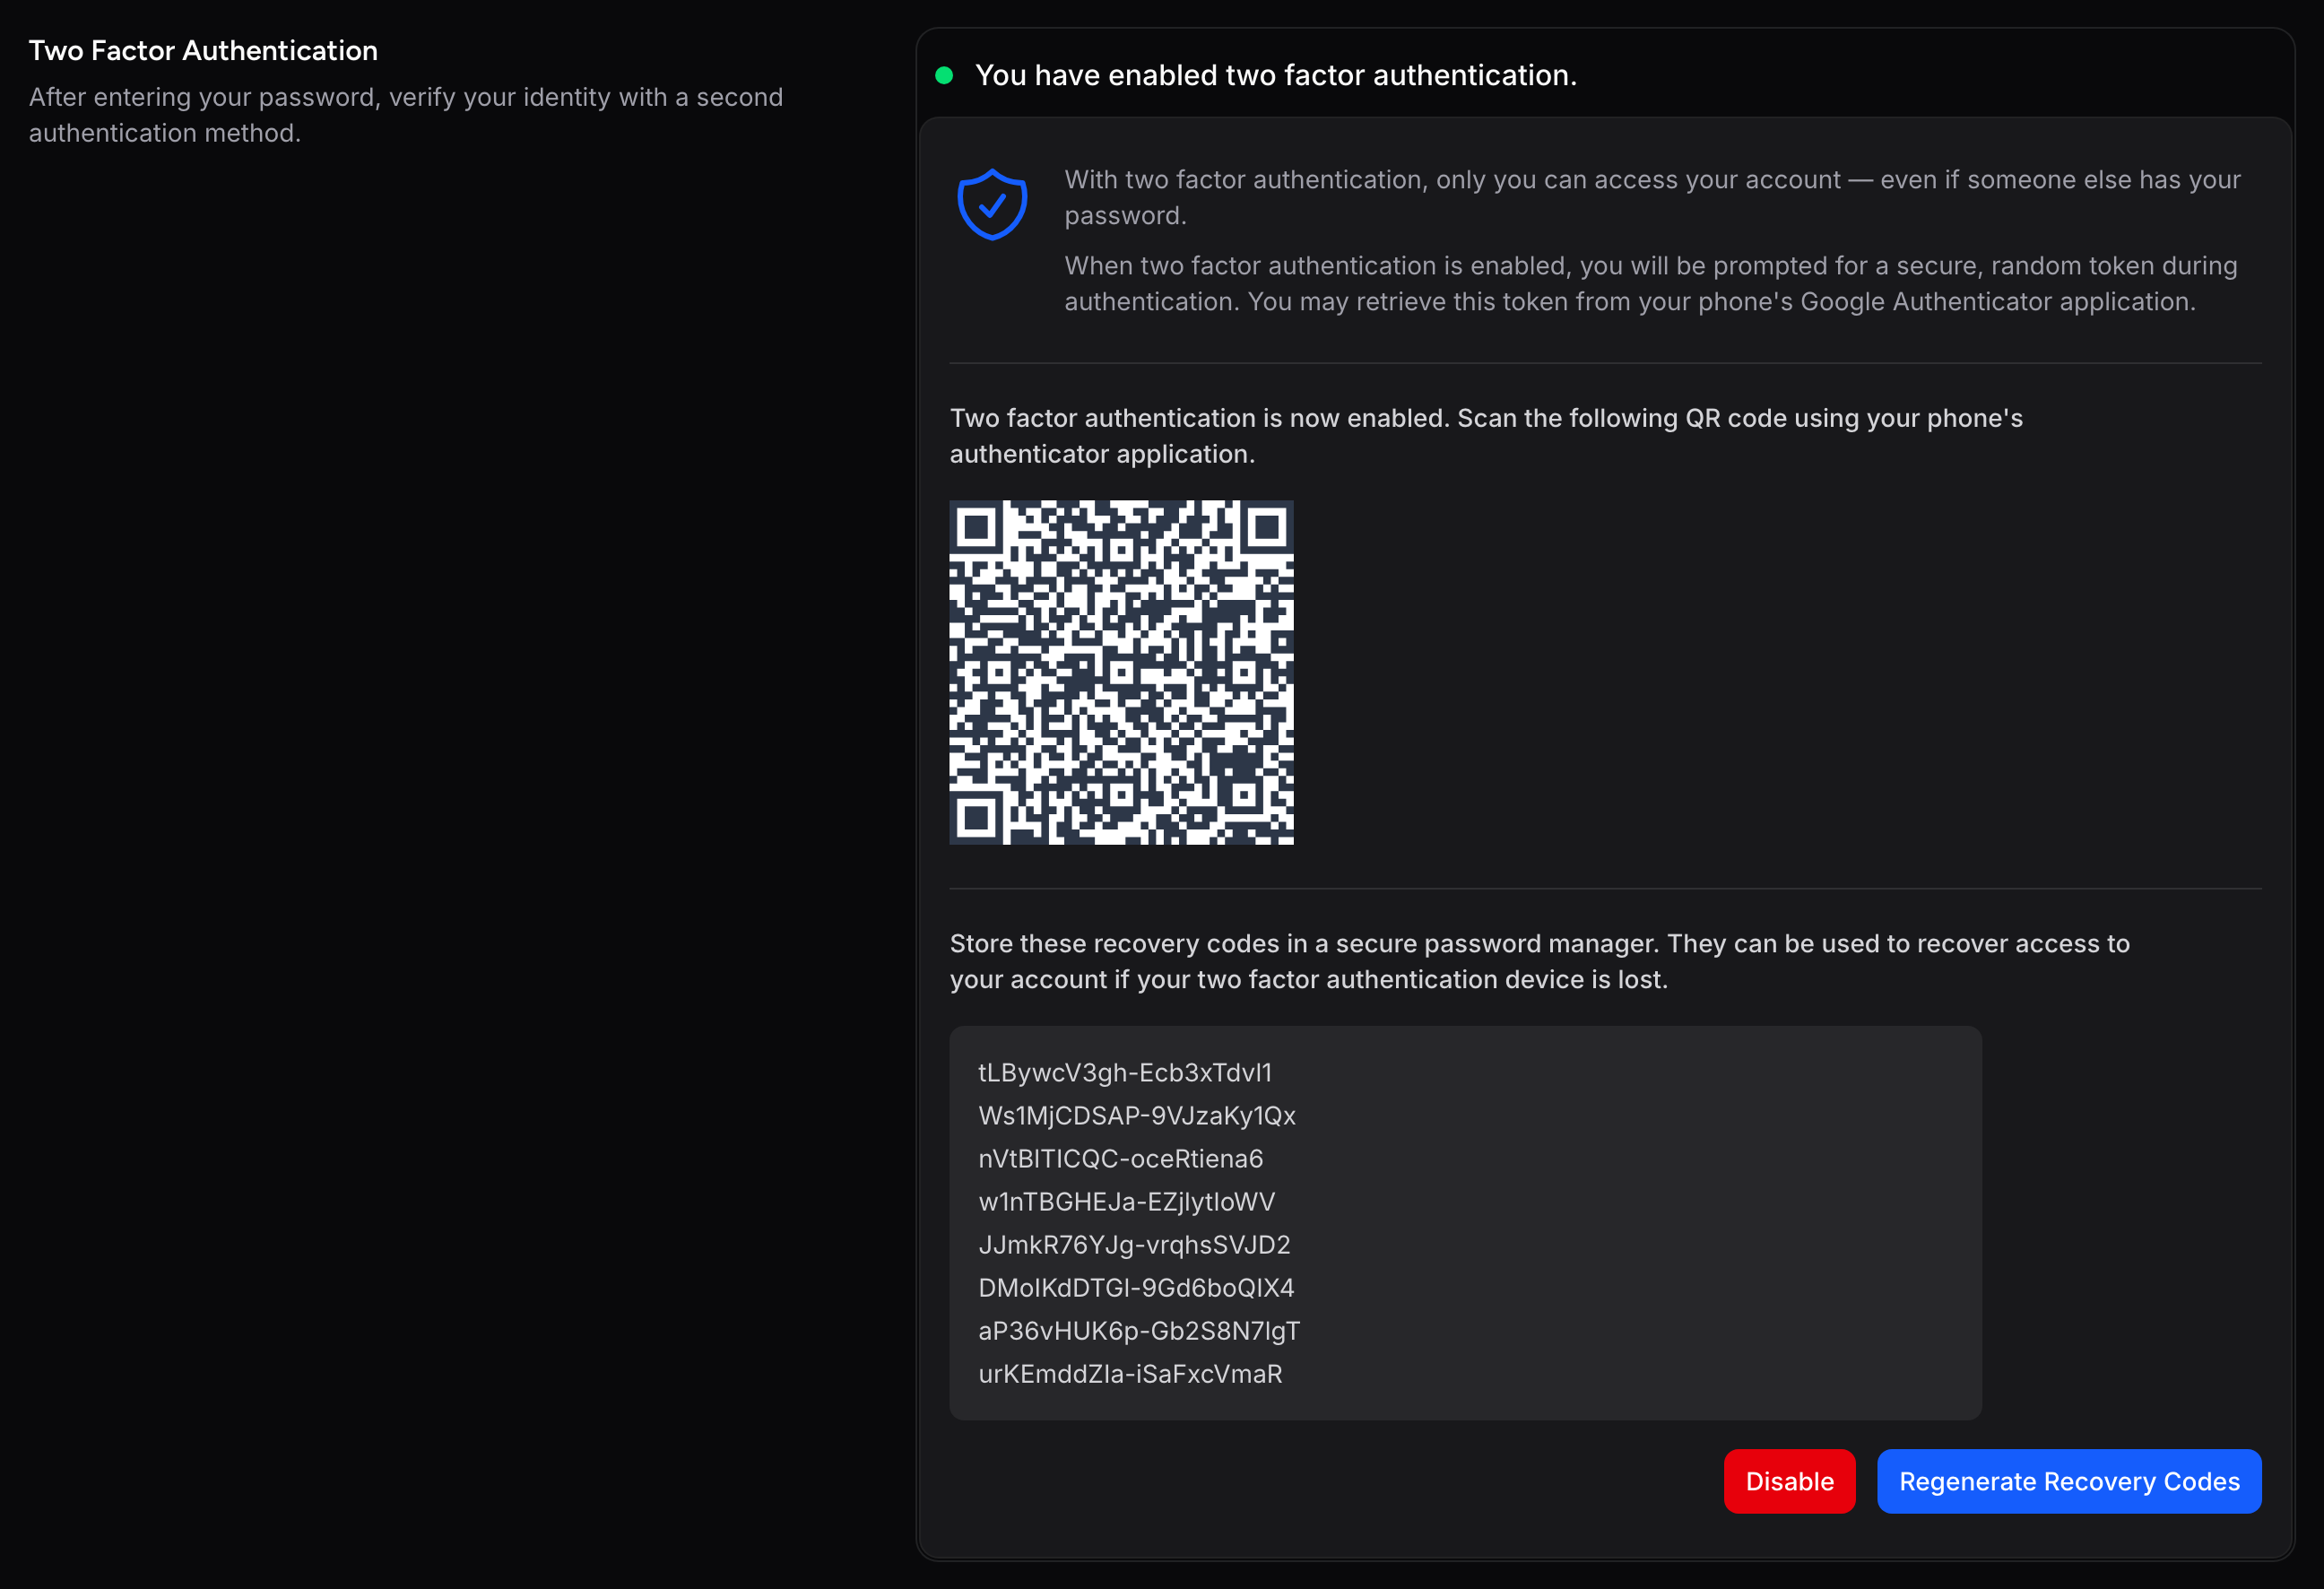 Two Factor Authentication
After entering your password, verify your identity with a second
authentication method.
You have enabled two factor authentication.
With two factor authentication, only you can access your account — even if someone else has your
password.
When two factor authentication is enabled, you will be prompted for a secure, random token during
authentication. You may retrieve this token from your phone's Google Authenticator application.
Two factor authentication is now enabled. Scan the following QR code using your phone's
authenticator application.
Store these recovery codes in a secure password manager. They can be used to recover access to
your account if your two factor authentication device is lost.
tLBywcV3gh-Ecb3xTdvl1
Ws1MjCDSAP-9VJzaKy1Qx
nVtBITICQC-oceRtiena6
w1nTBGHEJa-EZjlytIoWV
JJmkR76YJg-vrqhsSVJD2
DMoIKdDTGl-9Gd6boQIX4
aP36vHUK6p-Gb2S8N7lgT
urKEmddZIa-iSaFxcVmaR
Disable
Regenerate Recovery Codes